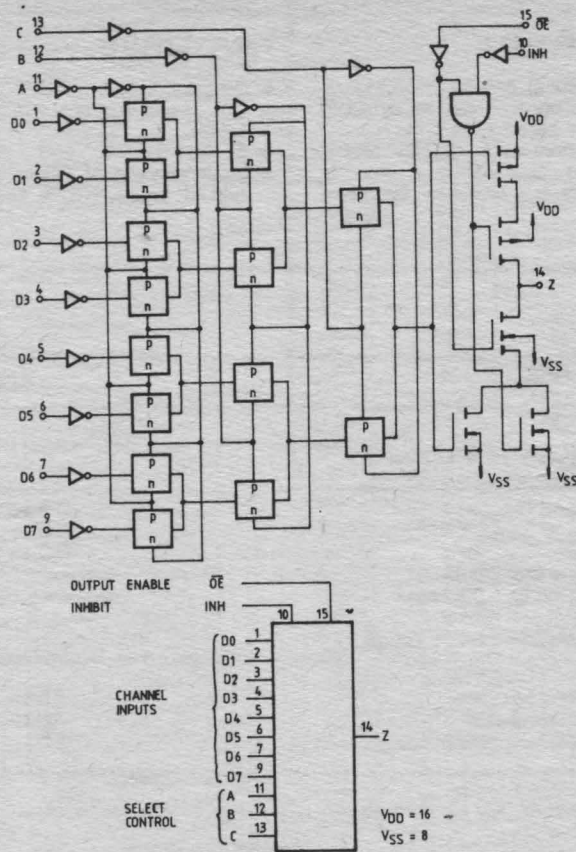 C 13
B 12
A 11
D0 1
D1 2
D2 3
D3 4
D4 5
D5 6
D6 7
D7 9
p
n
p
n
p
n
p
n
p
n
p
n
p
n
p
n
p
n
p
n
p
n
p
n
p
n
p
n
15 OE
10 INH
VDD
VDD
14 Z
VSS
VSS
VSS
OUTPUT ENABLE OE
INHIBIT INH
10 15
CHANNEL INPUTS
D0 1
D1 2
D2 3
D3 4
D4 5
D5 6
D6 7
D7 9
14 Z
SELECT CONTROL
A 11
B 12
C 13
VDD = 16
VSS = 8